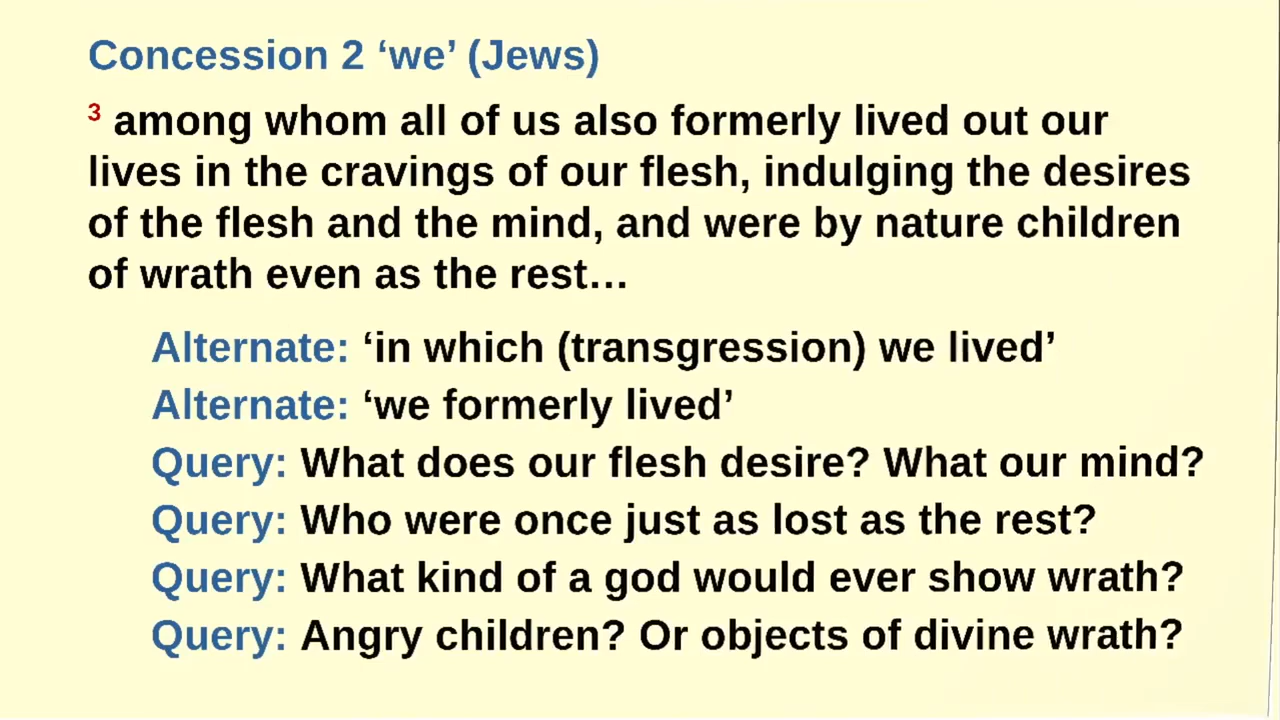 Concession 2 ‘we’ (Jews)
3 among whom all of us also formerly lived out our
lives in the cravings of our flesh, indulging the desires
of the flesh and the mind, and were by nature children
of wrath even as the rest…
Alternate: ‘in which (transgression) we lived’
Alternate: ‘we formerly lived’
Query: What does our flesh desire? What our mind?
Query: Who were once just as lost as the rest?
Query: What kind of a god would ever show wrath?
Query: Angry children? Or objects of divine wrath?